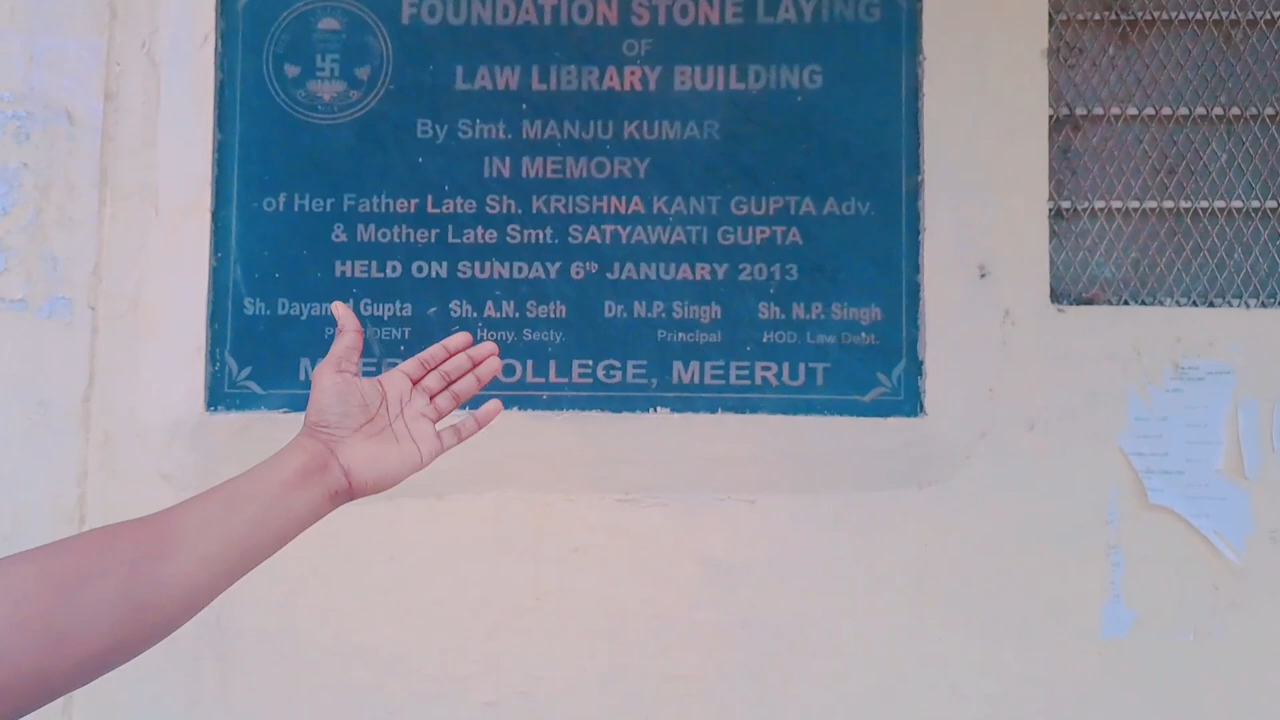 FOUNDATION STONE LAYING
OF
LAW LIBRARY BUILDING
By Smt. MANJU KUMAR
IN MEMORY
of Her Father Late Sh. KRISHNA KANT GUPTA Adv.
& Mother Late Smt. SATYAWATI GUPTA
HELD ON SUNDAY 6th JANUARY 2013
Sh. Gupta Sh. A.N. Seth Dr. N.P. Singh Sh. N.P. Singh
Hony. Secty. Principal HOD. Law Debt.
COLLEGE, MEERUT